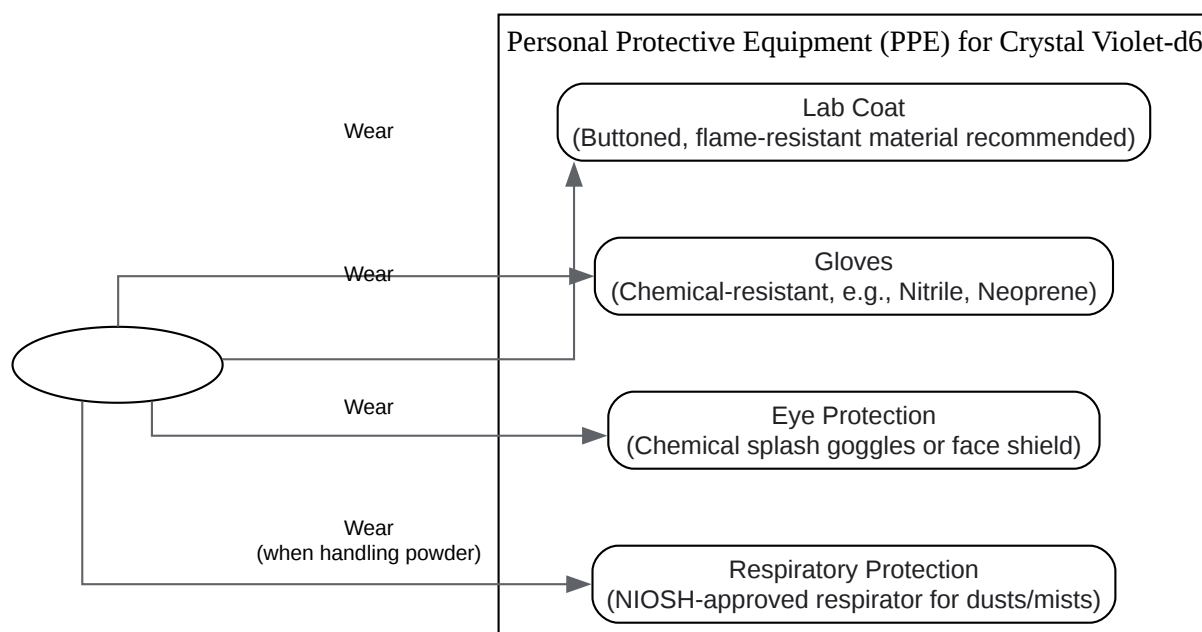 Personal Protective Equipment (PPE) for Crystal Violet-d6
Wear
Lab Coat
(Buttoned, flame-resistant material recommended)
Wear
Gloves
(Chemical-resistant, e.g., Nitrile, Neoprene)
Wear
Eye Protection
(Chemical splash goggles or face shield)
Wear
(when handling powder)
Respiratory Protection
(NIOSH-approved respirator for dusts/mists)